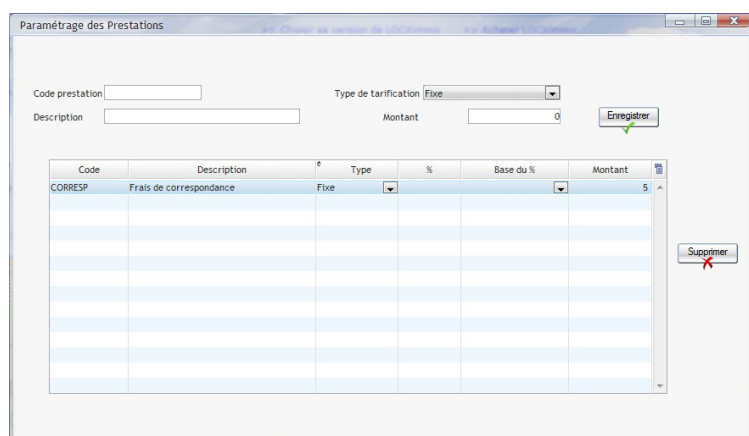 Paramétrage des Prestations
Code prestation Type de tarification Fixe
Description Montant 0 Enregistrer
Code Description Type % Base du % Montant
CORRESP Frais de correspondance Fixe 5
Supprimer